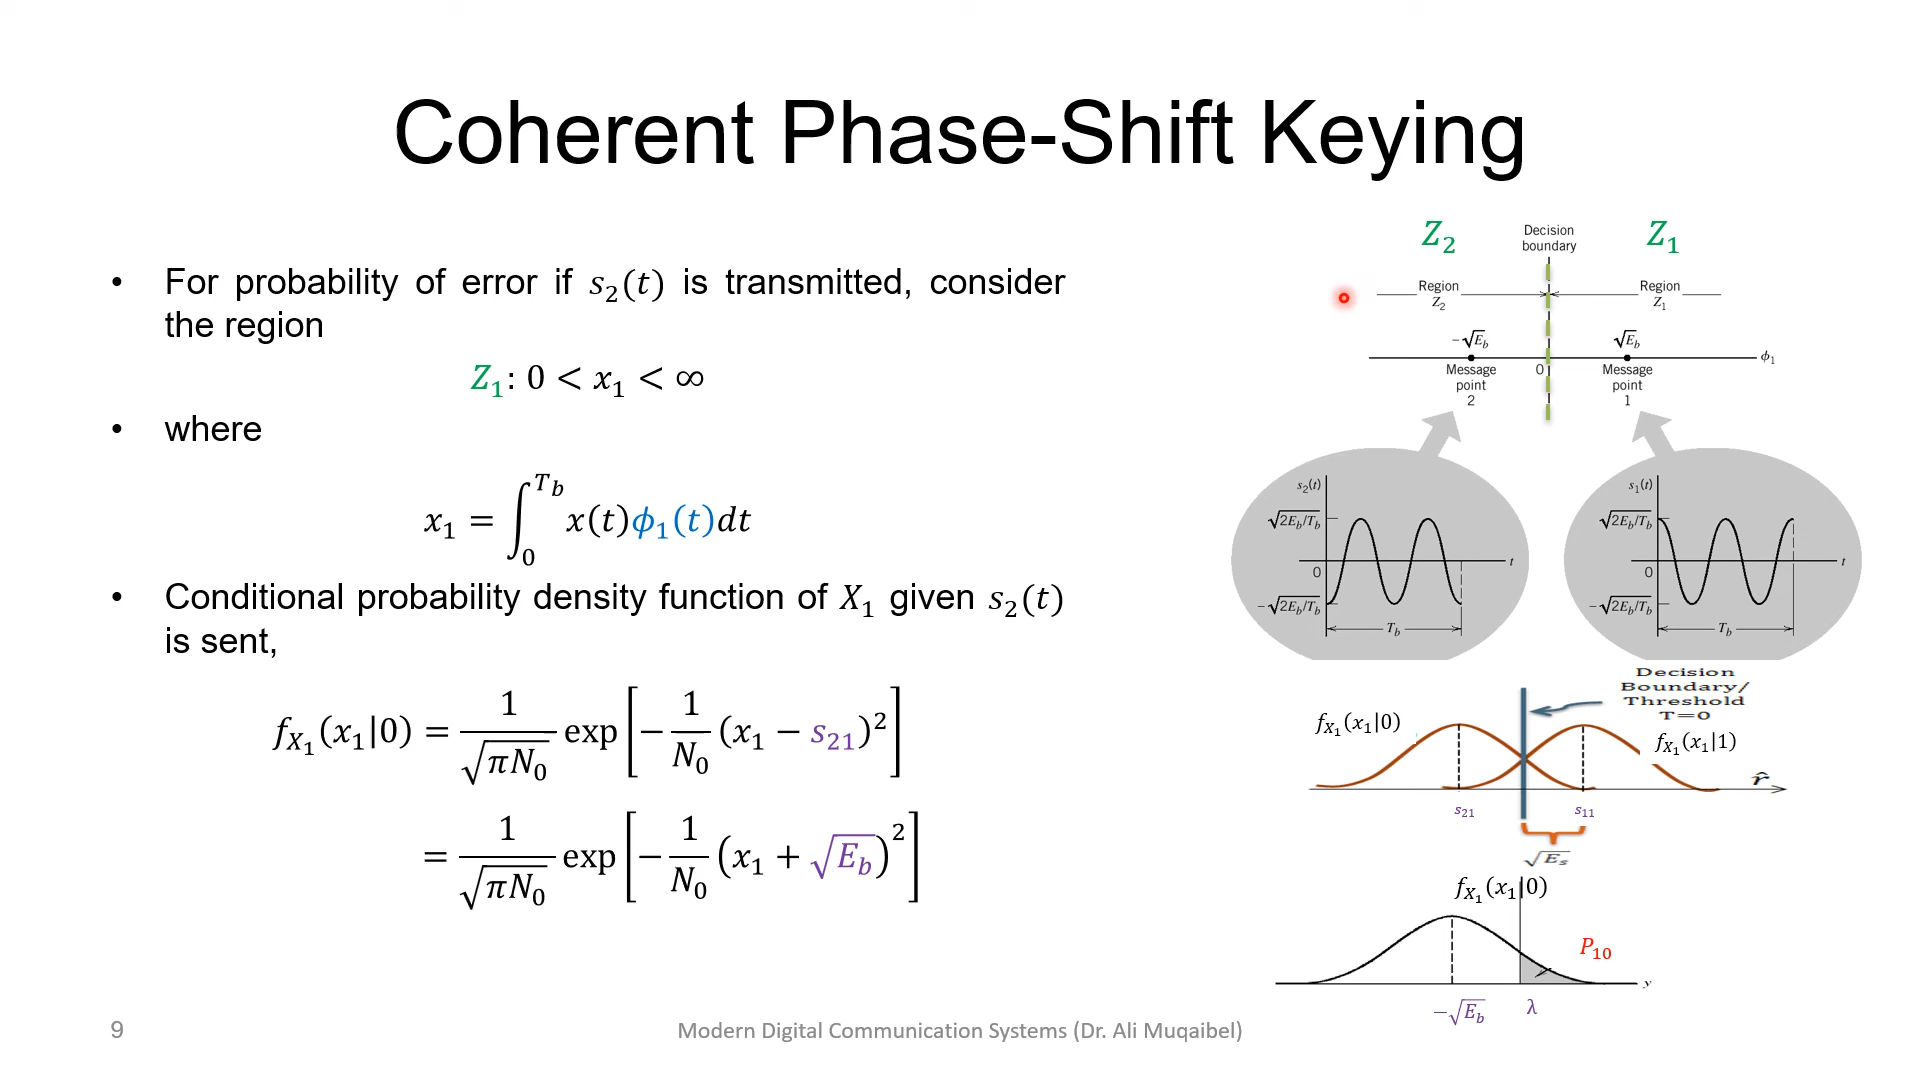 Coherent Phase-Shift Keying
• For probability of error if s₂(t) is transmitted, consider
the region
Z₁: 0 < x₁ < ∞
• where
x₁ = ∫₀^{T_b} x(t)ϕ₁(t)dt
• Conditional probability density function of X₁ given s₂(t)
is sent,
f_{X₁}(x₁|0) = 1/√(πN₀) exp[−1/N₀ (x₁ − s₂₁)²]
= 1/√(πN₀) exp[−1/N₀ (x₁ + √E_b)²]
Z₂
Decision
boundary
Z₁
Region
Z₂
Region
Z₁
−√E_b
√E_b
ϕ₁
Message
point
2
0
Message
point
1
s₂(t)
√2E_b/T_b
0
t
−√2E_b/T_b
T_b
s₁(t)
√2E_b/T_b
0
t
−√2E_b/T_b
T_b
Decision
Boundary/
Threshold
T=0
f_{X₁}(x₁|0)
f_{X₁}(x₁|1)
r̂
s₂₁
s₁₁
√E_s
f_{X₁}(x₁|0)
P₁₀
y
−√E_b
λ
9
Modern Digital Communication Systems (Dr. Ali Muqaibel)